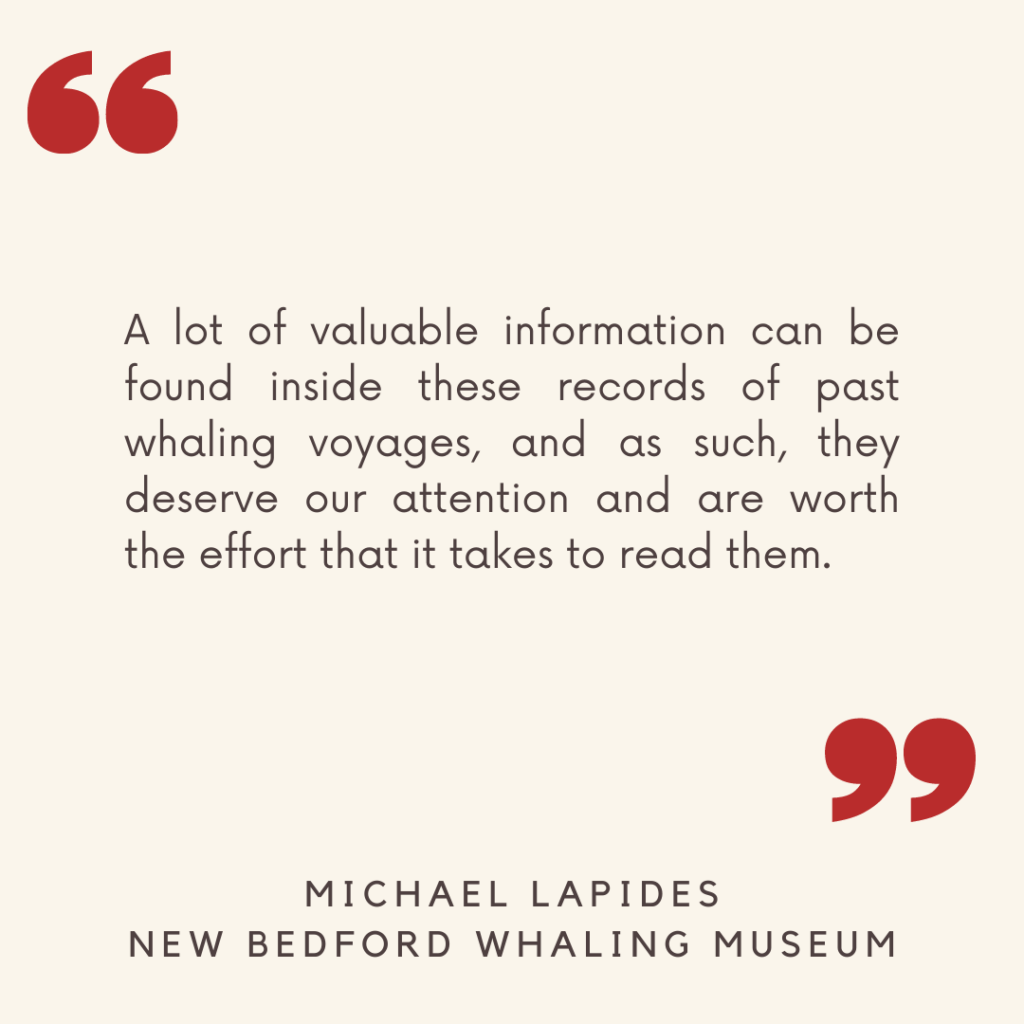 “
A lot of valuable information can be
found inside these records of past
whaling voyages, and as such, they
deserve our attention and are worth
the effort that it takes to read them.
”
MICHAEL LAPIDES
NEW BEDFORD WHALING MUSEUM